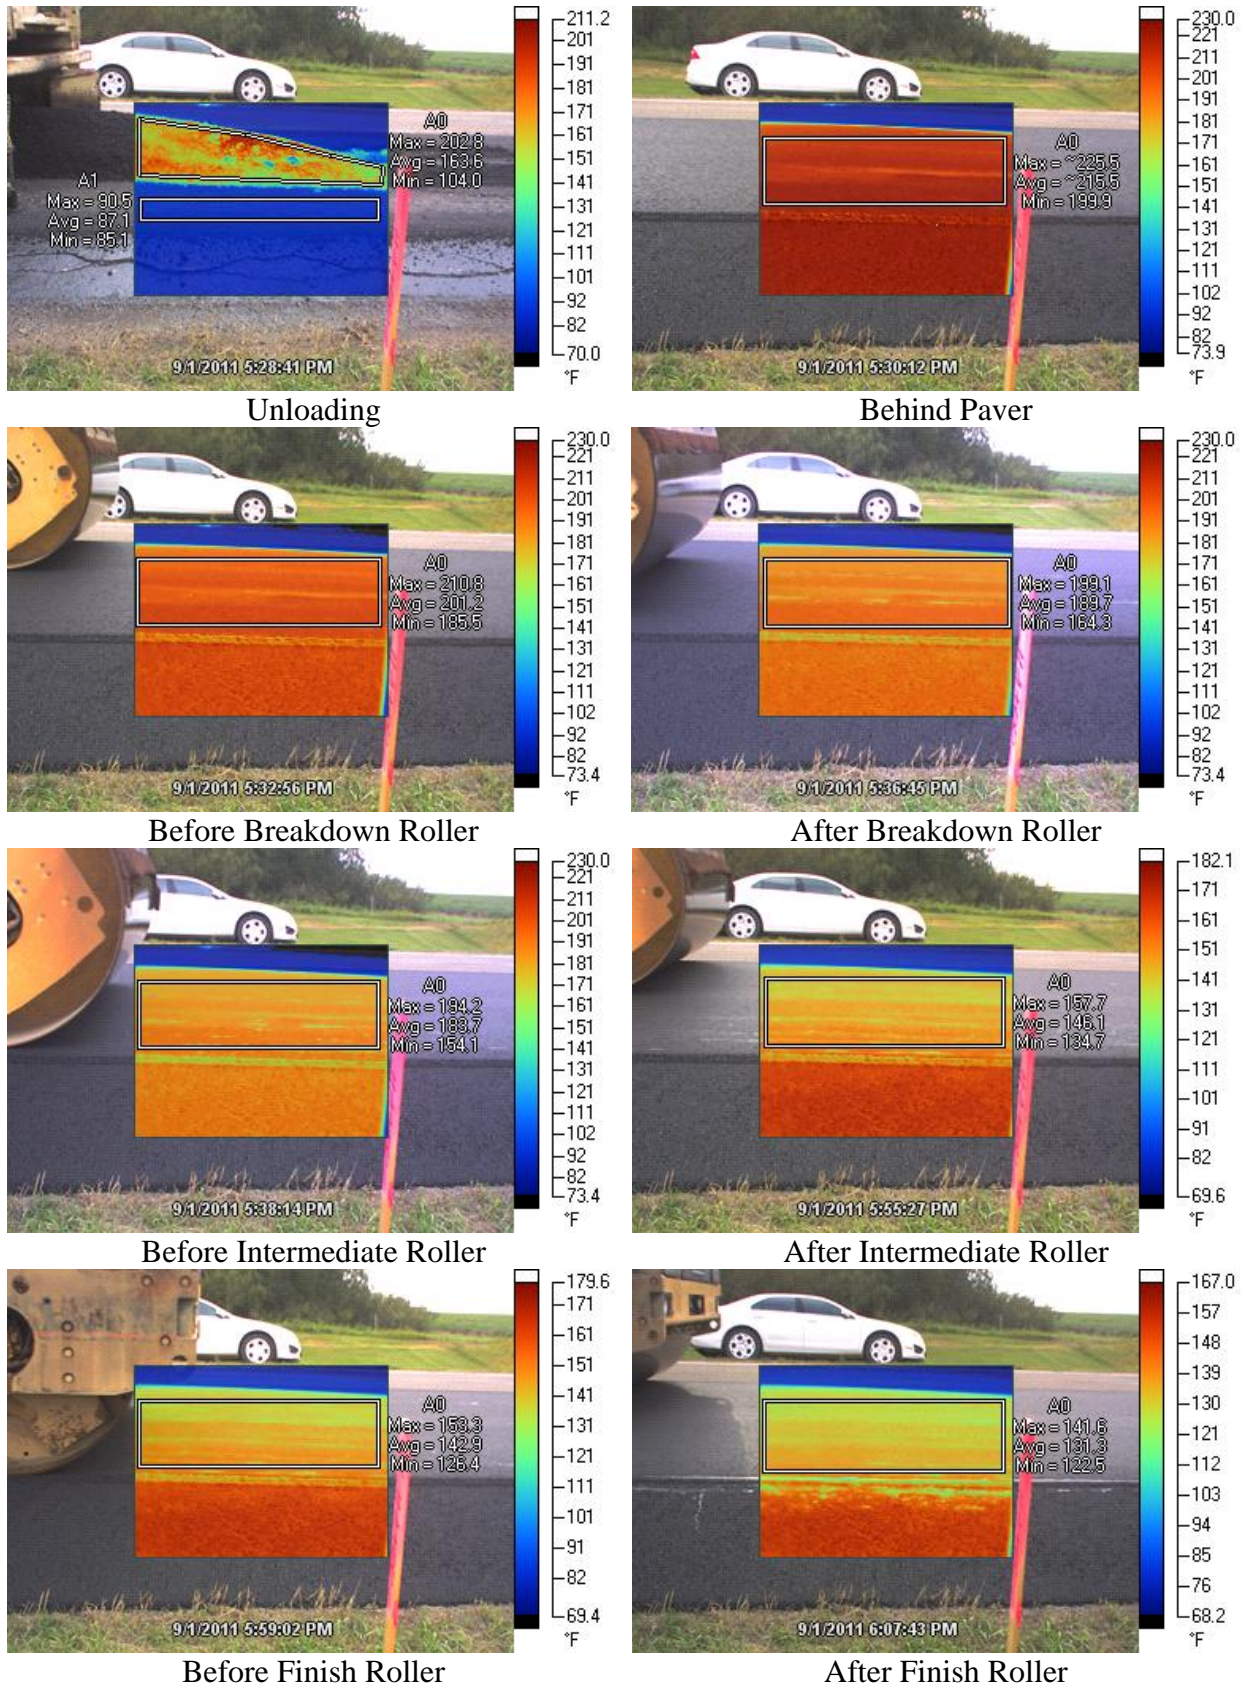 211.2
201
191
181
171
161
151
141
131
121
111
101
92
82
70.0
°F
A0
Max = 202.8
Avg = 163.6
Min = 104.0
A1
Max = 90.5
Avg = 87.1
Min = 85.1
9/1/2011 5:28:41 PM
Unloading
230.0
221
211
201
191
181
171
161
151
141
131
121
111
102
92
82
73.9
°F
A0
Max = ~225.5
Avg = ~215.5
Min = 199.9
9/1/2011 5:30:12 PM
Behind Paver
230.0
221
211
201
191
181
171
161
151
141
131
121
111
102
92
82
73.4
°F
A0
Max = 210.8
Avg = 201.2
Min = 185.5
9/1/2011 5:32:56 PM
Before Breakdown Roller
230.0
221
211
201
191
181
171
161
151
141
131
121
111
102
92
82
73.4
°F
A0
Max = 199.1
Avg = 189.7
Min = 164.3
9/1/2011 5:36:45 PM
After Breakdown Roller
230.0
221
211
201
191
181
171
161
151
141
131
121
111
102
92
82
73.4
°F
A0
Max = 194.2
Avg = 183.7
Min = 154.1
9/1/2011 5:38:14 PM
Before Intermediate Roller
182.1
171
161
151
141
131
121
111
101
91
82
69.6
°F
A0
Max = 157.7
Avg = 146.1
Min = 134.7
9/1/2011 5:55:27 PM
After Intermediate Roller
179.6
171
161
151
141
131
121
111
101
91
82
69.4
°F
A0
Max = 153.3
Avg = 142.9
Min = 126.4
9/1/2011 5:59:02 PM
Before Finish Roller
167.0
157
148
139
130
121
112
103
94
85
76
68.2
°F
A0
Max = 141.6
Avg = 131.3
Min = 122.5
9/1/2011 6:07:43 PM
After Finish Roller